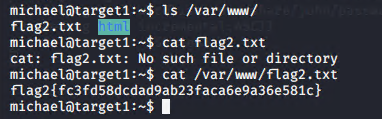 michael@target1:~$ ls /var/www/
flag2.txt  html
michael@target1:~$ cat flag2.txt
cat: flag2.txt: No such file or directory
michael@target1:~$ cat /var/www/flag2.txt
flag2{fc3fd58dcdad9ab23faca6e9a36e581c}
michael@target1:~$